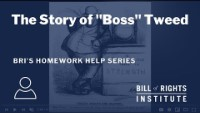 The Story of "Boss" Tweed
BRI'S HOMEWORK HELP SERIES
BILL of RIGHTS
INSTITUTE